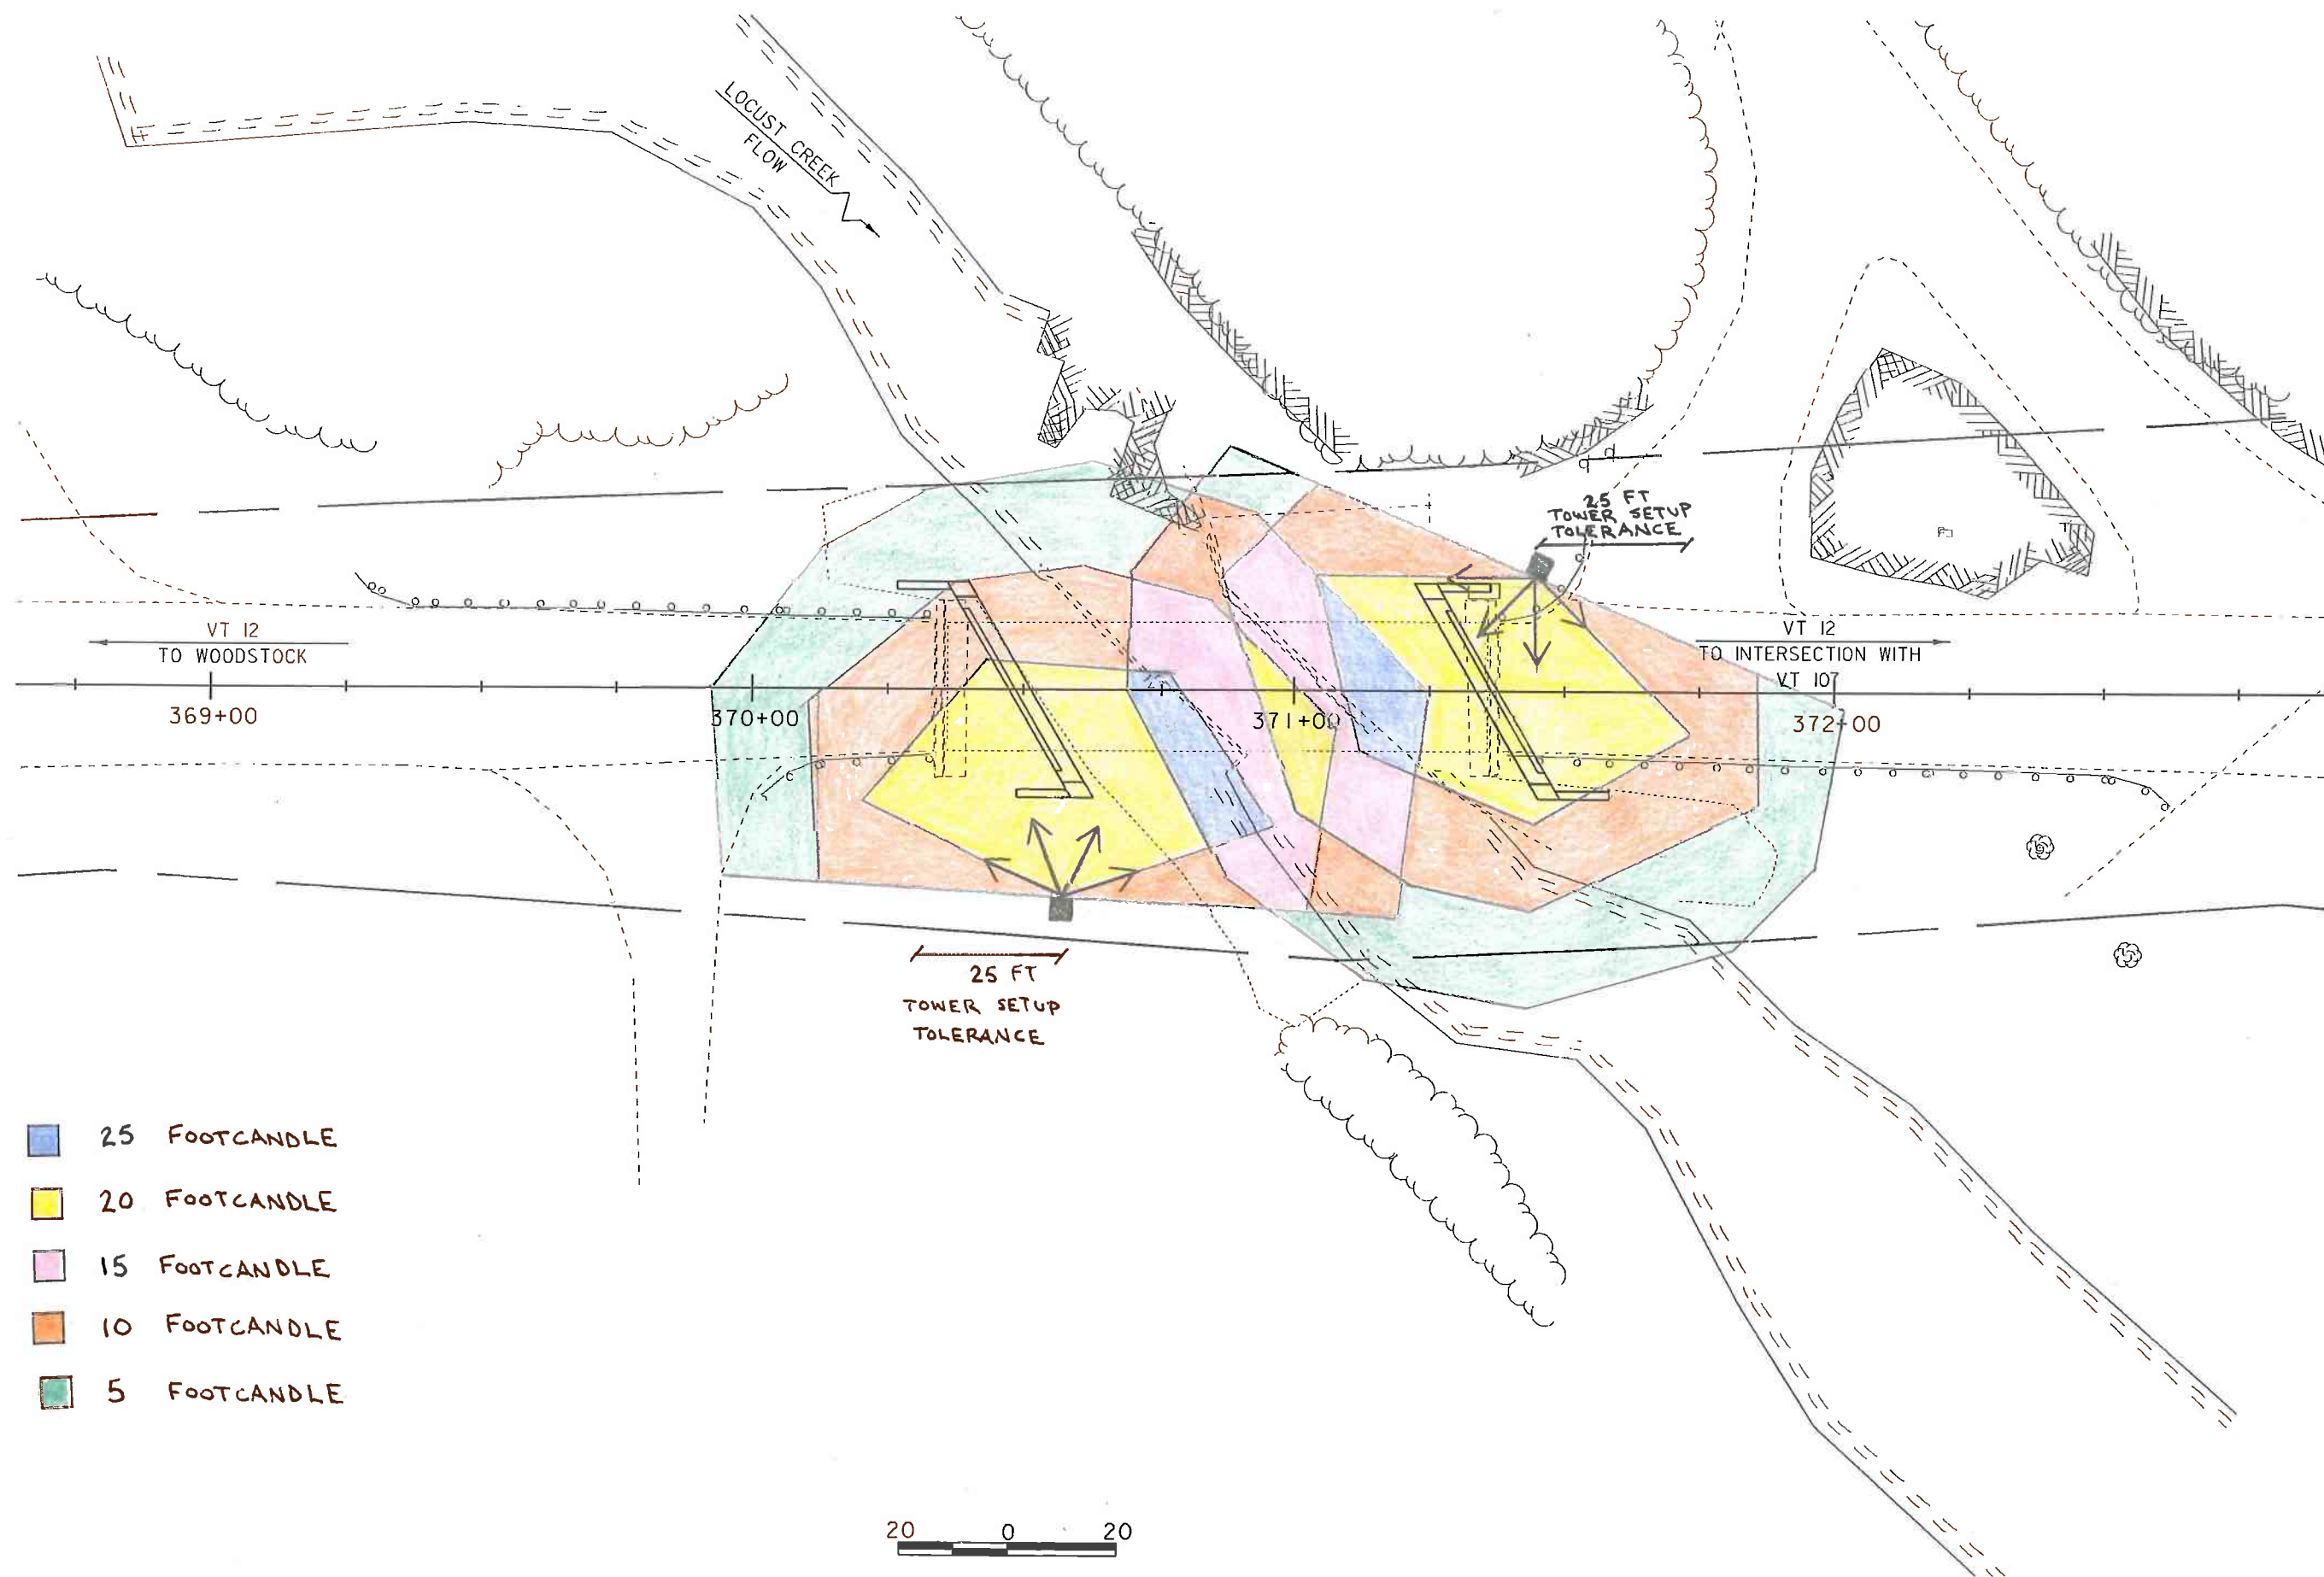 LOCUST CREEK
FLOW
25 FT
TOWER SETUP
TOLERANCE
VT 12
TO WOODSTOCK
VT 12
TO INTERSECTION WITH
VT 107
369+00
370+00
371+00
372+00
25 FT
TOWER SETUP
TOLERANCE
25 FOOTCANDLE
20 FOOTCANDLE
15 FOOTCANDLE
10 FOOTCANDLE
5 FOOTCANDLE
20 0 20